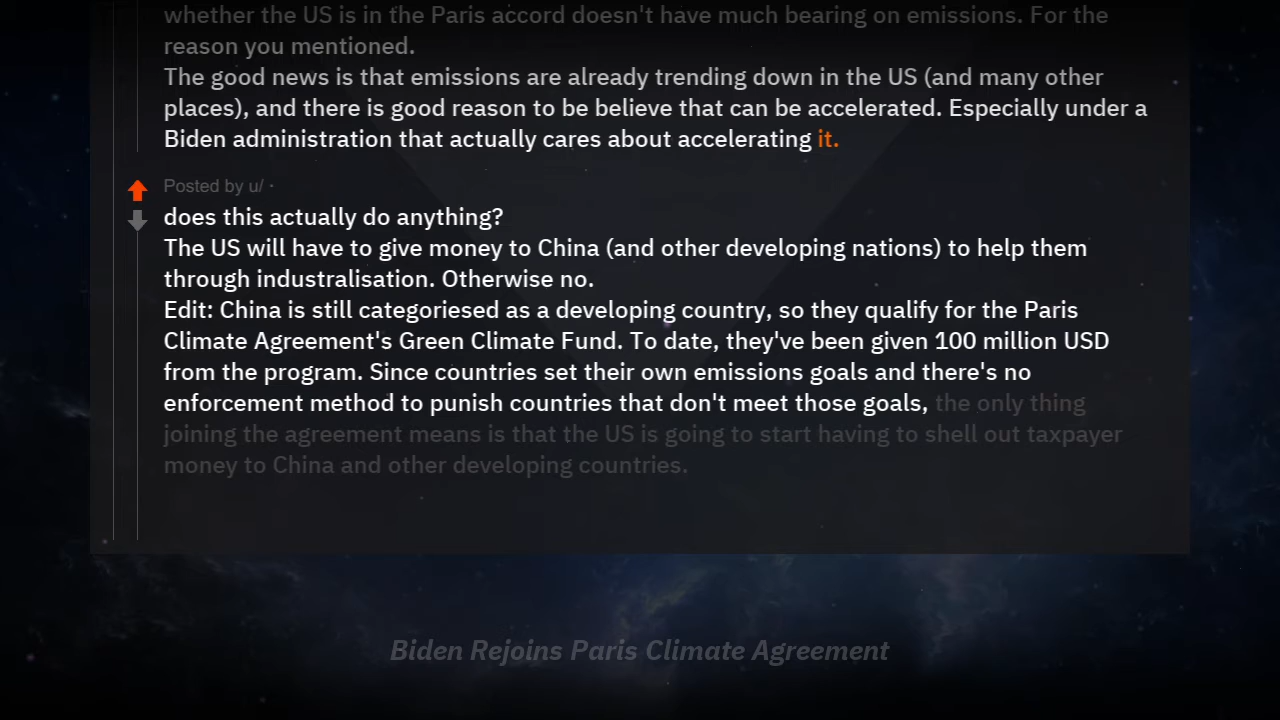 whether the US is in the Paris accord doesn't have much bearing on emissions. For the
reason you mentioned.
The good news is that emissions are already trending down in the US (and many other
places), and there is good reason to be believe that can be accelerated. Especially under a
Biden administration that actually cares about accelerating it.
Posted by u/ ·
does this actually do anything?
The US will have to give money to China (and other developing nations) to help them
through industralisation. Otherwise no.
Edit: China is still categoriesed as a developing country, so they qualify for the Paris
Climate Agreement's Green Climate Fund. To date, they've been given 100 million USD
from the program. Since countries set their own emissions goals and there's no
enforcement method to punish countries that don't meet those goals, the only thing
joining the agreement means is that the US is going to start having to shell out taxpayer
money to China and other developing countries.
Biden Rejoins Paris Climate Agreement